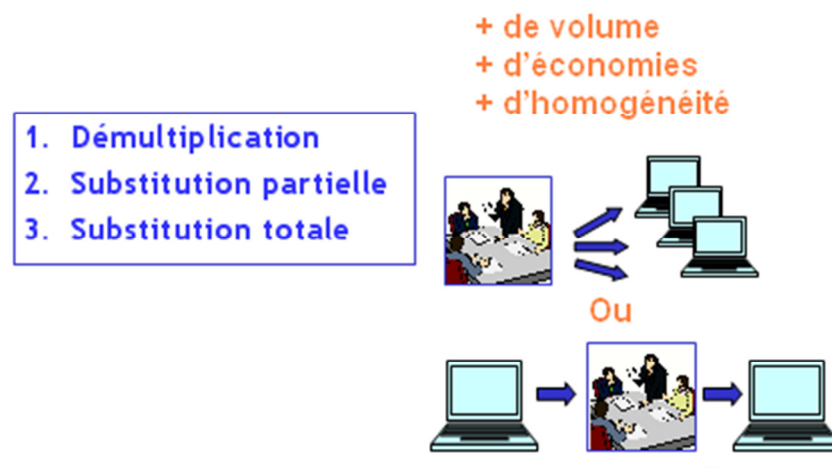 + de volume
+ d'économies
+ d'homogénéité
1. Démultiplication
2. Substitution partielle
3. Substitution totale
Ou